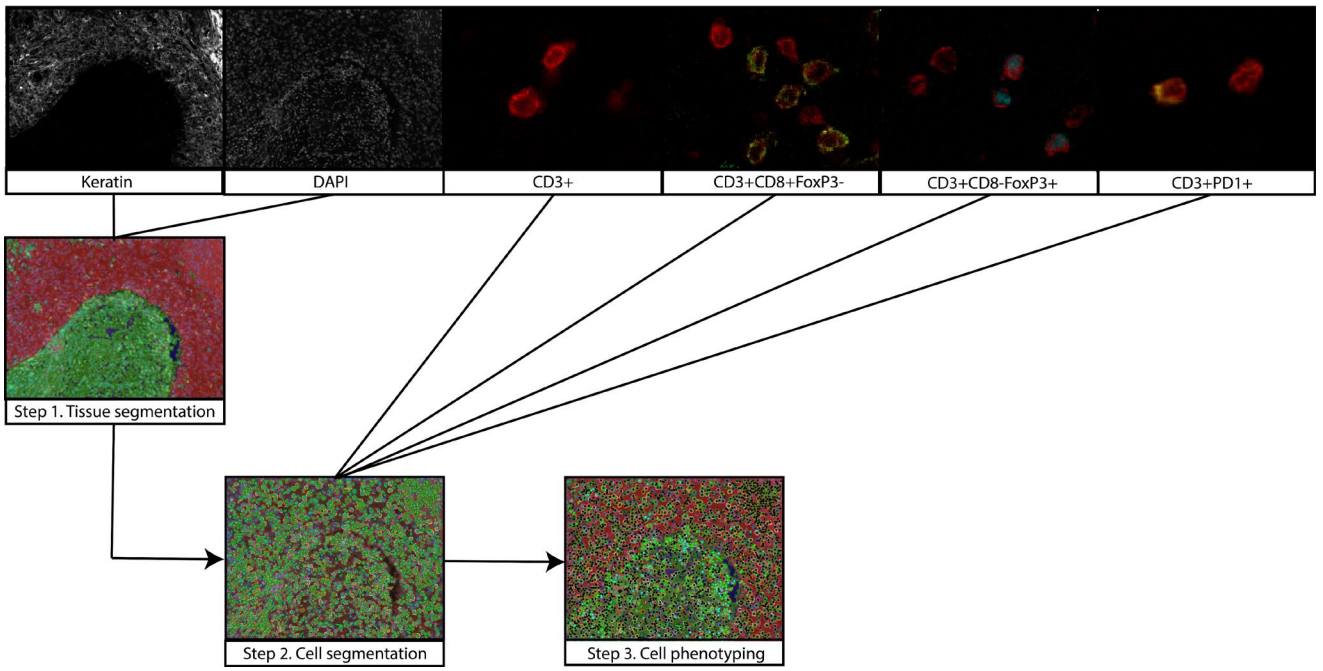 Keratin
DAPI
CD3+
CD3+CD8+FoxP3-
CD3+CD8-FoxP3+
CD3+PD1+
Step 1. Tissue segmentation
Step 2. Cell segmentation
Step 3. Cell phenotyping